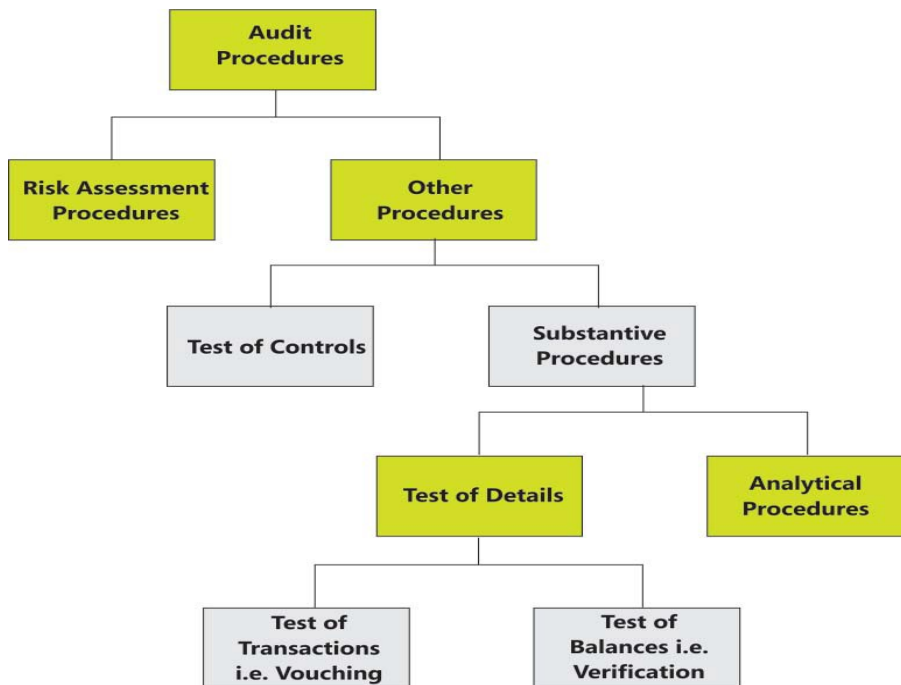 Audit
Procedures
Risk Assessment
Procedures
Other
Procedures
Test of Controls
Substantive
Procedures
Test of Details
Analytical
Procedures
Test of
Transactions
i.e. Vouching
Test of
Balances i.e.
Verification